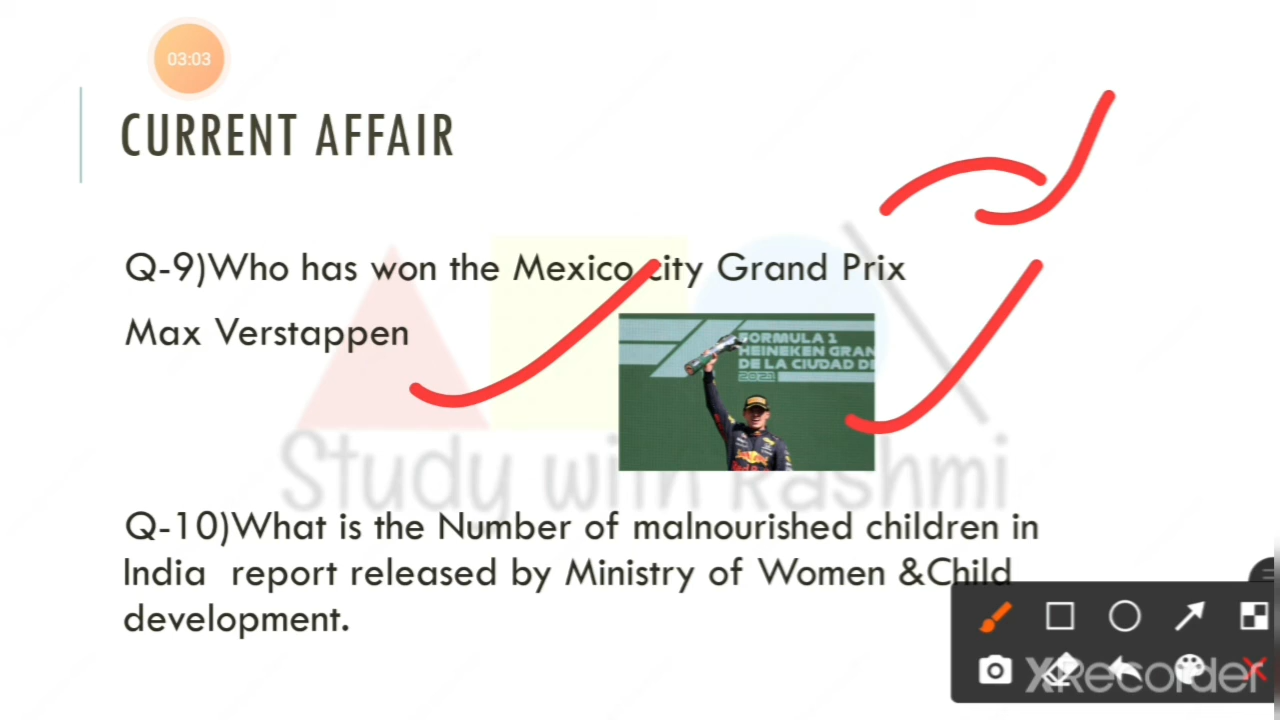 03:03
CURRENT AFFAIR
Q-9)Who has won the Mexico city Grand Prix
Max Verstappen
FORMULA 1
HEINEKEN GRAN
DE LA CIUDAD DE
2021
Study with Rashmi
Q-10)What is the Number of malnourished children in
India report released by Ministry of Women &Child
development.
XRecorder